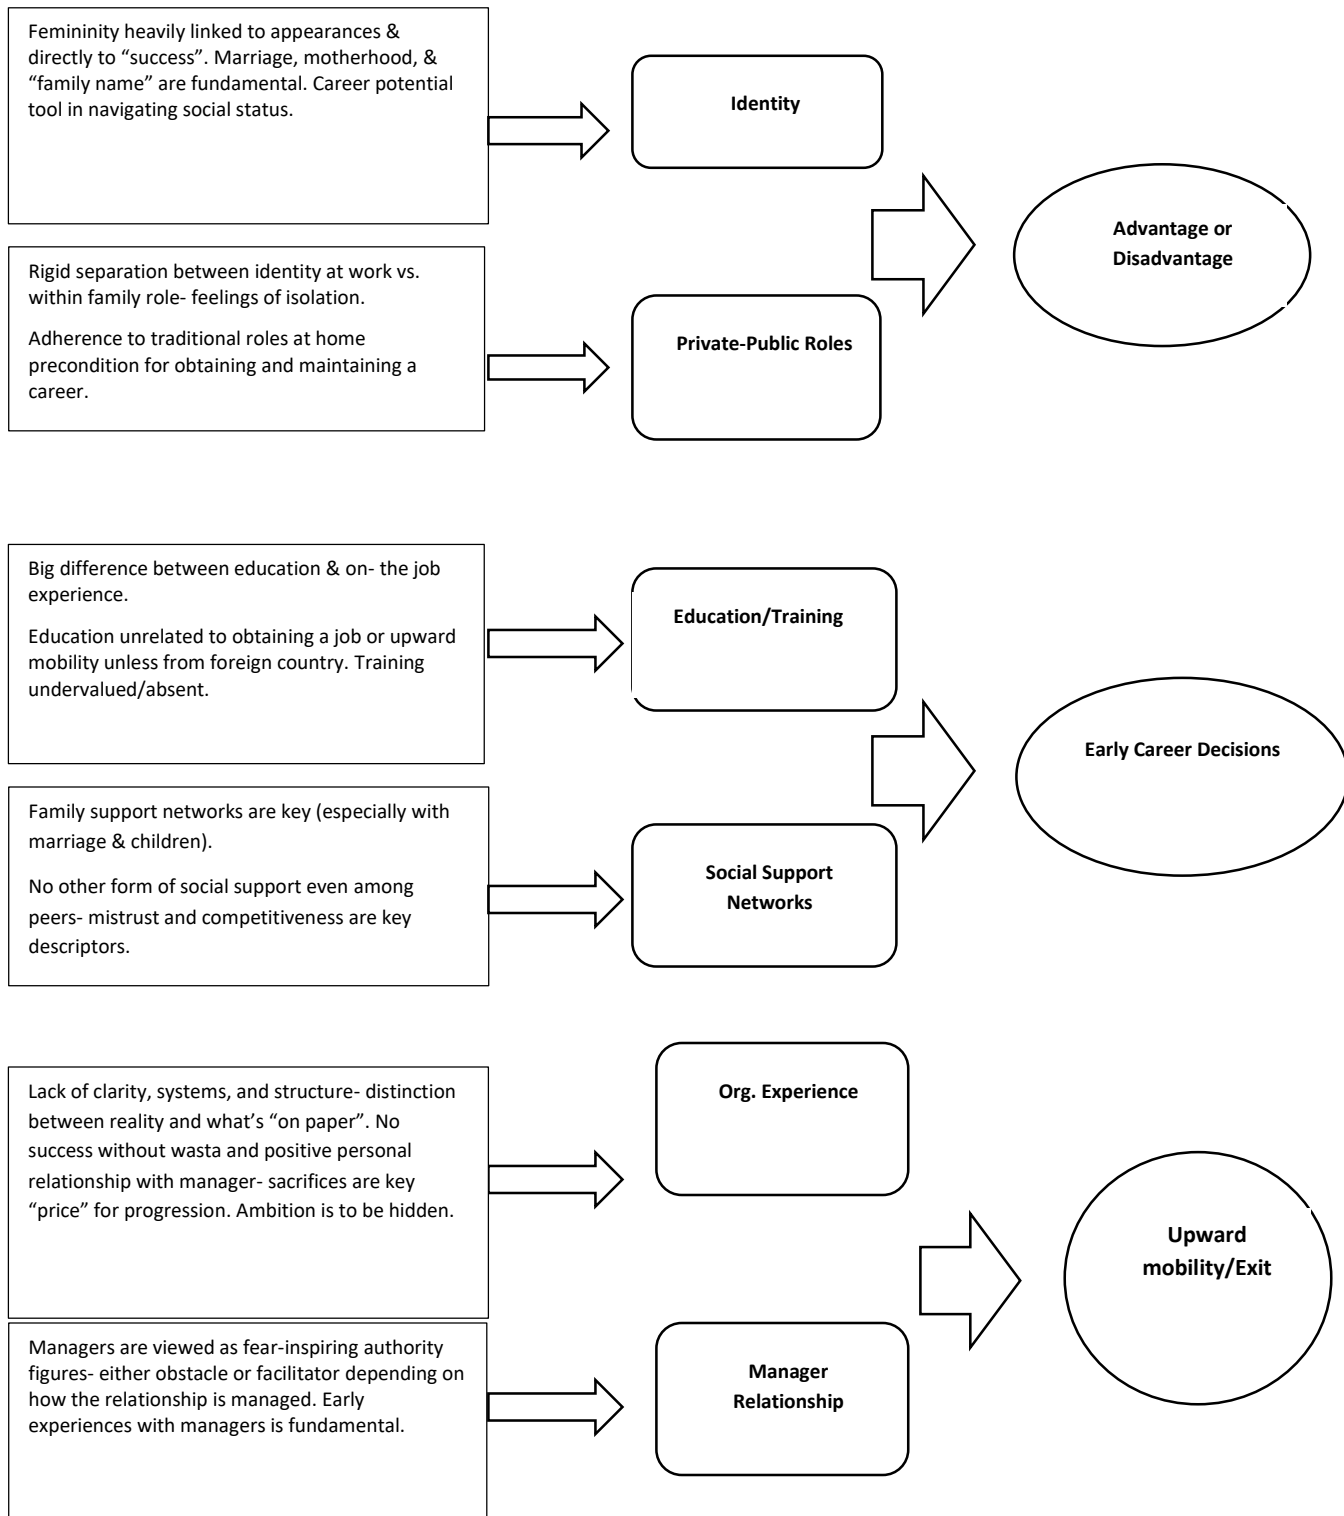 Femininity heavily linked to appearances &
directly to “success”. Marriage, motherhood, &
“family name” are fundamental. Career potential
tool in navigating social status.
Identity
Rigid separation between identity at work vs.
within family role- feelings of isolation.
Adherence to traditional roles at home
precondition for obtaining and maintaining a
career.
Private-Public Roles
Advantage or
Disadvantage
Big difference between education & on- the job
experience.
Education unrelated to obtaining a job or upward
mobility unless from foreign country. Training
undervalued/absent.
Education/Training
Family support networks are key (especially with
marriage & children).
No other form of social support even among
peers- mistrust and competitiveness are key
descriptors.
Social Support
Networks
Early Career Decisions
Lack of clarity, systems, and structure- distinction
between reality and what’s “on paper”. No
success without wasta and positive personal
relationship with manager- sacrifices are key
“price” for progression. Ambition is to be hidden.
Org. Experience
Managers are viewed as fear-inspiring authority
figures- either obstacle or facilitator depending on
how the relationship is managed. Early
experiences with managers is fundamental.
Manager
Relationship
Upward
mobility/Exit